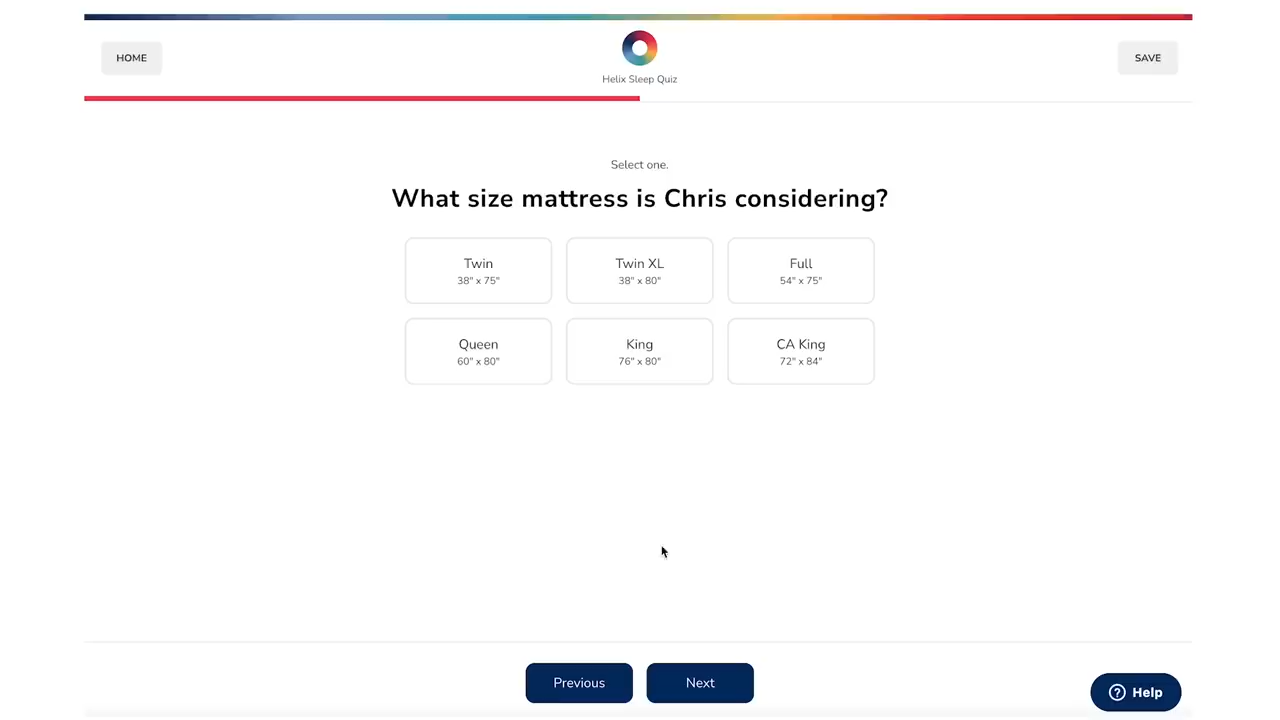 HOME
Helix Sleep Quiz
SAVE
Select one.
What size mattress is Chris considering?
Twin
38" x 75"
Twin XL
38" x 80"
Full
54" x 75"
Queen
60" x 80"
King
76" x 80"
CA King
72" x 84"
Previous
Next
? Help